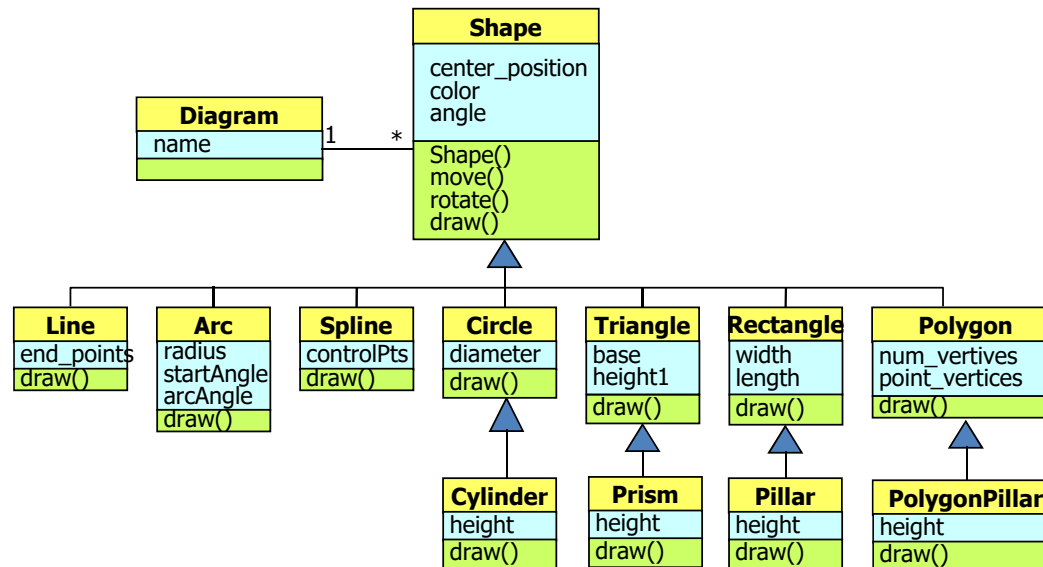 Shape
center_position
color
angle
Shape()
move()
rotate()
draw()
Diagram
name
1
*
Line
end_points
draw()
Arc
radius
startAngle
arcAngle
draw()
Spline
controlPts
draw()
Circle
diameter
draw()
Triangle
base
height1
draw()
Rectangle
width
length
draw()
Polygon
num_vertives
point_vertices
draw()
Cylinder
height
draw()
Prism
height
draw()
Pillar
height
draw()
PolygonPillar
height
draw()